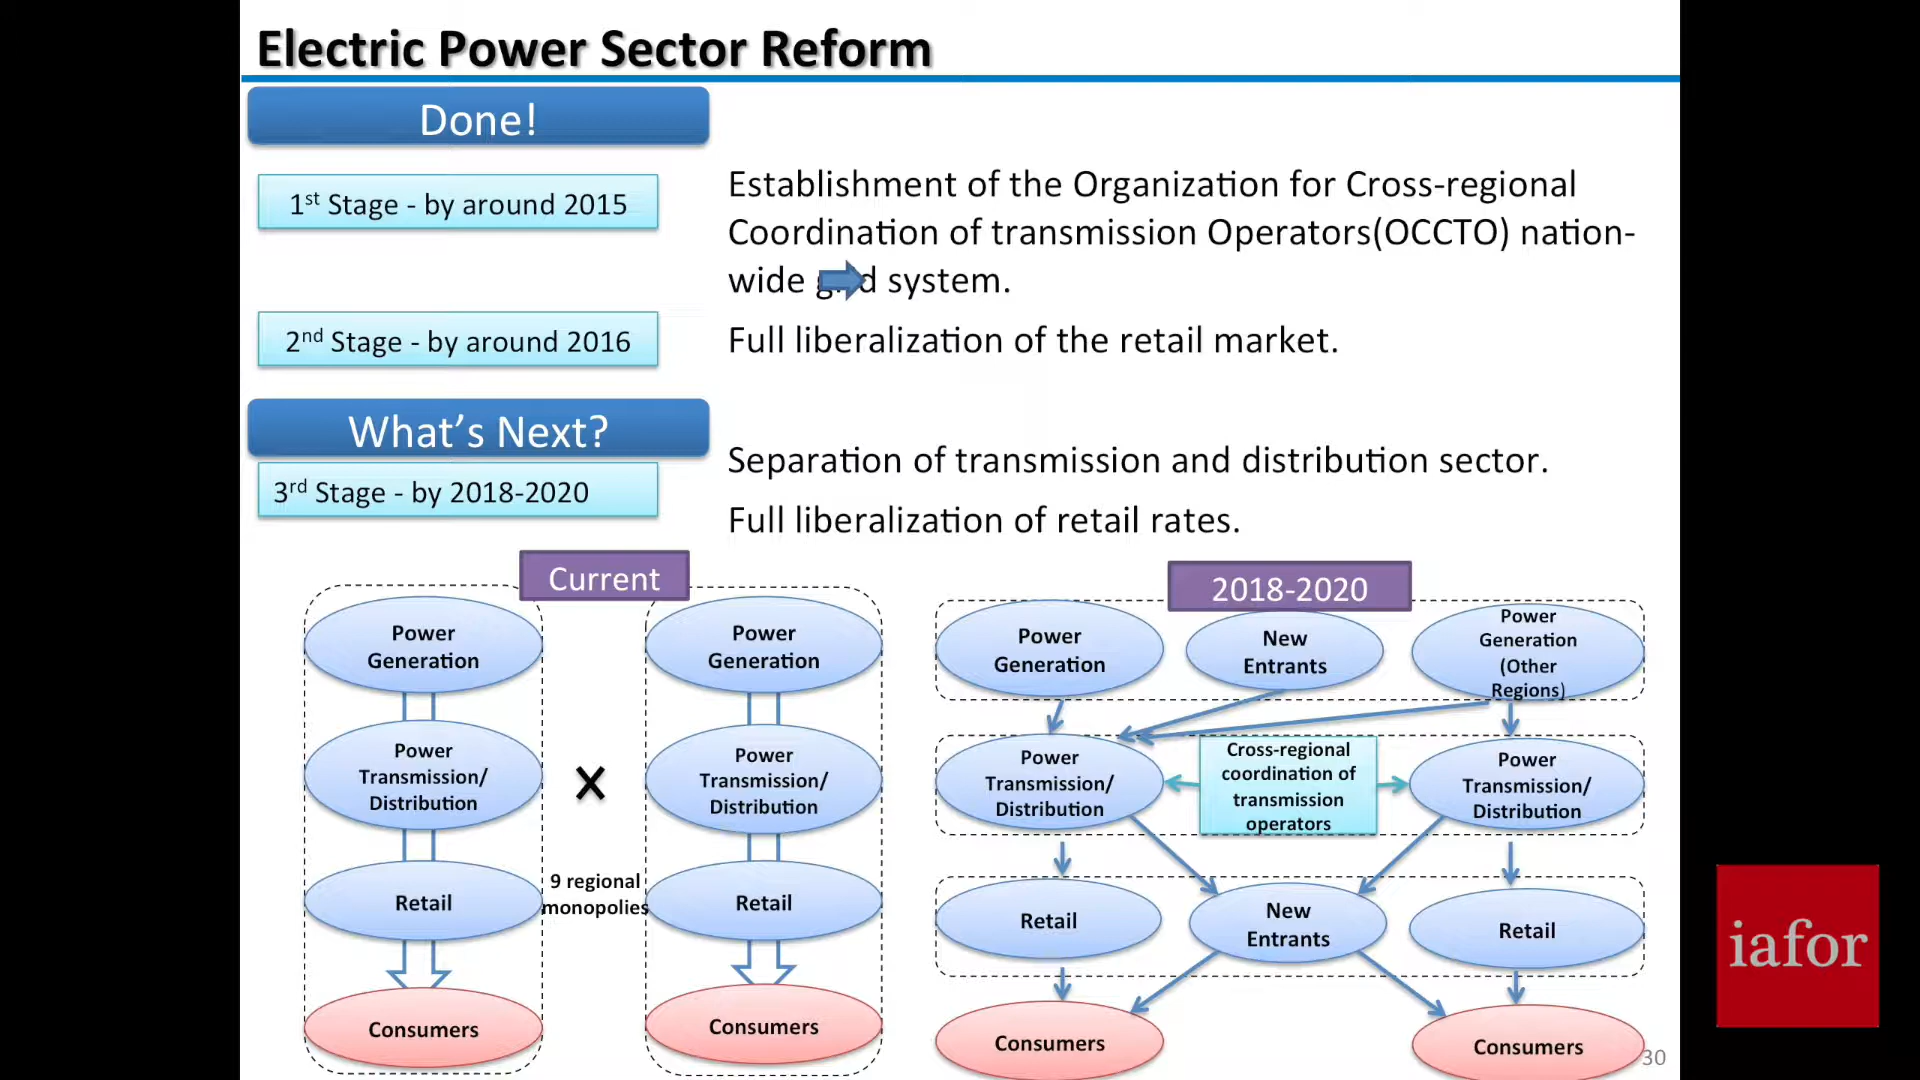 Electric Power Sector Reform
Done!
1st Stage - by around 2015
Establishment of the Organization for Cross-regional
Coordination of transmission Operators(OCCTO) nation-
wide system.
2nd Stage - by around 2016
Full liberalization of the retail market.
What's Next?
3rd Stage - by 2018-2020
Separation of transmission and distribution sector.
Full liberalization of retail rates.
Current
Power
Generation
Power
Transmission/
Distribution
Retail
Consumers
9 regional
monopolies
Power
Generation
Power
Transmission/
Distribution
Retail
Consumers
2018-2020
Power
Generation
New
Entrants
Power
Generation
(Other
Regions)
Power
Transmission/
Distribution
Cross-regional
coordination of
transmission
operators
Power
Transmission/
Distribution
Retail
New
Entrants
Retail
Consumers
Consumers
30
iafor